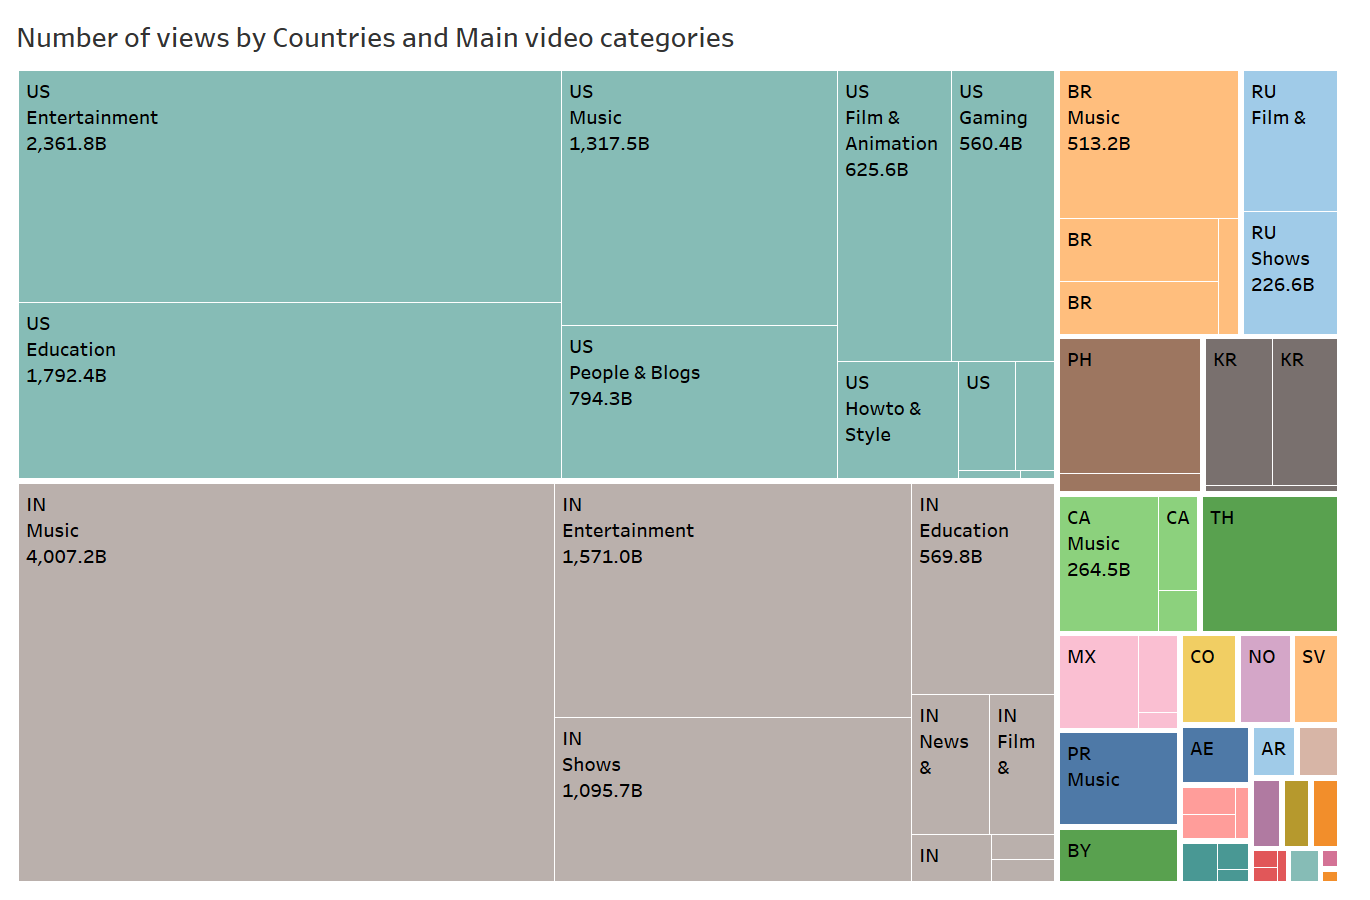 Number of views by Countries and Main video categories
US
Entertainment
2,361.8B
US
Education
1,792.4B
US
Music
1,317.5B
US
People & Blogs
794.3B
US
Film &
Animation
625.6B
US
Gaming
560.4B
US
Howto &
Style
US
IN
Music
4,007.2B
IN
Entertainment
1,571.0B
IN
Shows
1,095.7B
IN
Education
569.8B
IN
News
&
IN
Film
&
IN
BR
Music
513.2B
BR
BR
RU
Film &
RU
Shows
226.6B
PH
KR
KR
CA
Music
264.5B
CA
TH
MX
CO
NO
SV
PR
Music
AE
AR
BY